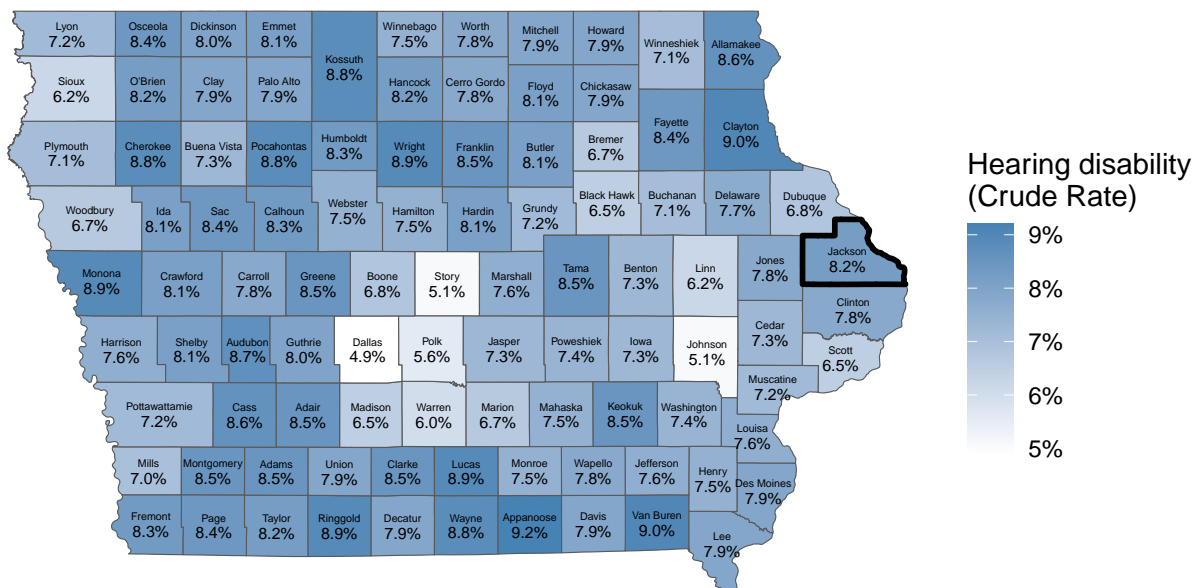 Lyon
7.2%
Osceola
8.4%
Dickinson
8.0%
Emmet
8.1%
Kossuth
8.8%
Winnebago
7.5%
Worth
7.8%
Mitchell
7.9%
Howard
7.9%
Winneshiek
7.1%
Allamakee
8.6%
Sioux
6.2%
O'Brien
8.2%
Clay
7.9%
Palo Alto
7.9%
Hancock
8.2%
Cerro Gordo
7.8%
Floyd
8.1%
Chickasaw
7.9%
Fayette
8.4%
Clayton
9.0%
Plymouth
7.1%
Cherokee
8.8%
Buena Vista
7.3%
Pocahontas
8.8%
Humboldt
8.3%
Wright
8.9%
Franklin
8.5%
Butler
8.1%
Bremer
6.7%
Woodbury
6.7%
Ida
8.1%
Sac
8.4%
Calhoun
8.3%
Webster
7.5%
Hamilton
7.5%
Hardin
8.1%
Grundy
7.2%
Black Hawk
6.5%
Buchanan
7.1%
Delaware
7.7%
Dubuque
6.8%
Monona
8.9%
Crawford
8.1%
Carroll
7.8%
Greene
8.5%
Boone
6.8%
Story
5.1%
Marshall
7.6%
Tama
8.5%
Benton
7.3%
Linn
6.2%
Jones
7.8%
Jackson
8.2%
Clinton
7.8%
Harrison
7.6%
Shelby
8.1%
Audubon
8.7%
Guthrie
8.0%
Dallas
4.9%
Polk
5.6%
Jasper
7.3%
Poweshiek
7.4%
Iowa
7.3%
Johnson
5.1%
Cedar
7.3%
Scott
6.5%
Muscatine
7.2%
Pottawattamie
7.2%
Cass
8.6%
Adair
8.5%
Madison
6.5%
Warren
6.0%
Marion
6.7%
Mahaska
7.5%
Keokuk
8.5%
Washington
7.4%
Louisa
7.6%
Mills
7.0%
Montgomery
8.5%
Adams
8.5%
Union
7.9%
Clarke
8.5%
Lucas
8.9%
Monroe
7.5%
Wapello
7.8%
Jefferson
7.6%
Henry
7.5%
Des Moines
7.9%
Fremont
8.3%
Page
8.4%
Taylor
8.2%
Ringgold
8.9%
Decatur
7.9%
Wayne
8.8%
Appanoose
9.2%
Davis
7.9%
Van Buren
9.0%
Lee
7.9%
Hearing disability
(Crude Rate)
9%
8%
7%
6%
5%